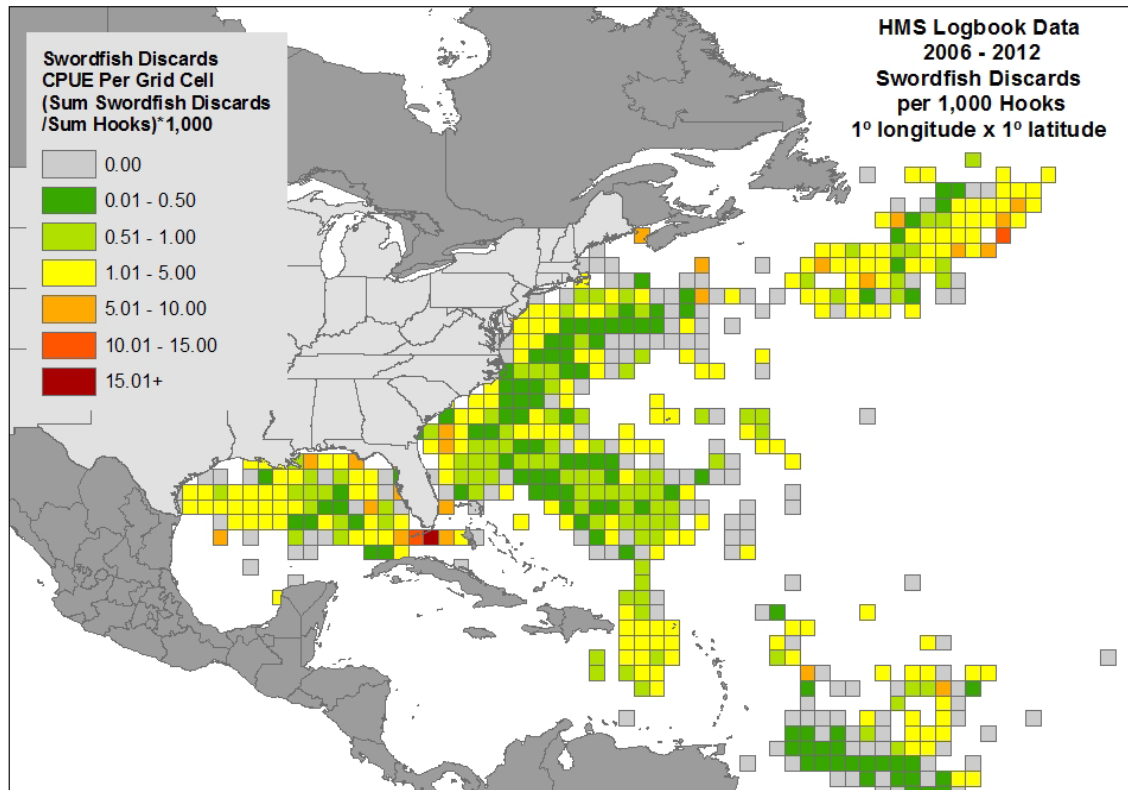 Swordfish Discards
CPUE Per Grid Cell
(Sum Swordfish Discards
/Sum Hooks)*1,000
0.00
0.01 - 0.50
0.51 - 1.00
1.01 - 5.00
5.01 - 10.00
10.01 - 15.00
15.01+
HMS Logbook Data
2006 - 2012
Swordfish Discards
per 1,000 Hooks
1º longitude x 1º latitude